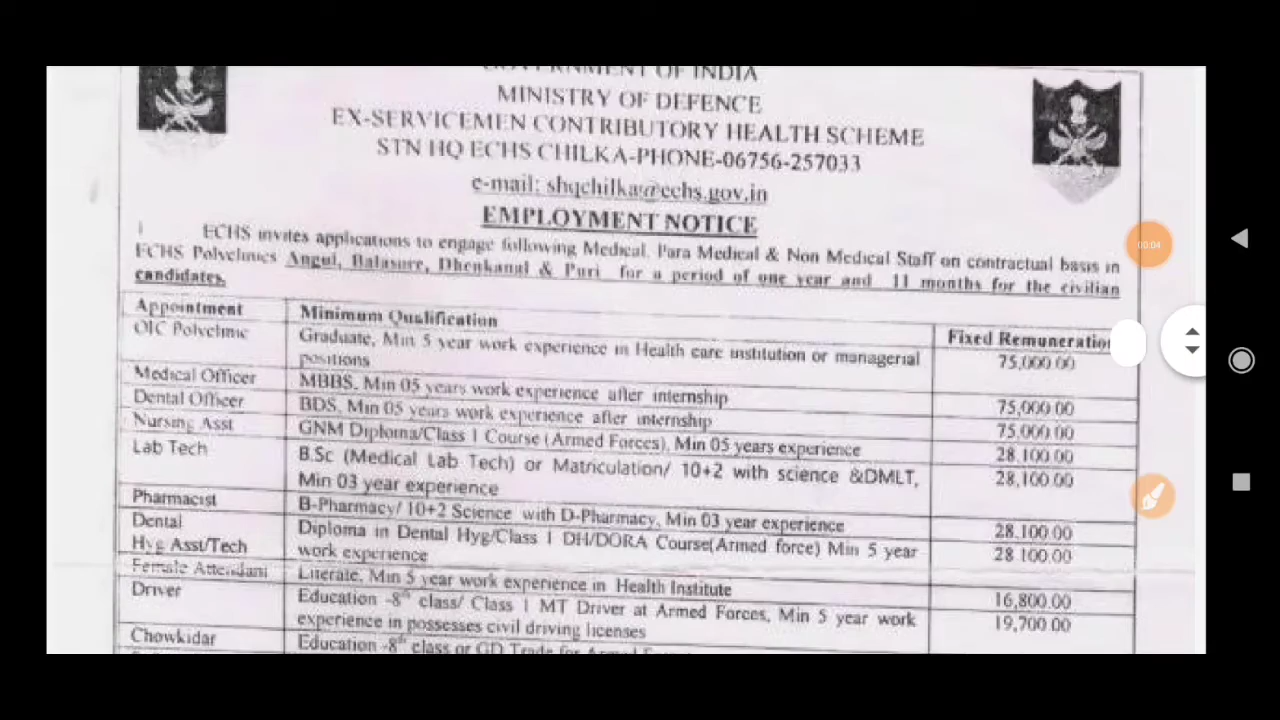 GOVERNMENT OF INDIA
MINISTRY OF DEFENCE
EX-SERVICEMEN CONTRIBUTORY HEALTH SCHEME
STN HQ ECHS CHILKA-PHONE-06756-257033
e-mail: shqchilka@echs.gov.in
EMPLOYMENT NOTICE
ECHS invites applications to engage following Medical, Para Medical & Non Medical Staff on contractual basis in
ECHS Polyclinics Angul, Balasore, Dhenkanal & Puri for a period of one year and 11 months for the civilian
candidates.
Appointment Minimum Qualification Fixed Remuneration
OIC Polyclinic Graduate, Min 5 year work experience in Health care institution or managerial 75,000.00
positions
Medical Officer MBBS, Min 05 years work experience after internship 75,000.00
Dental Officer BDS, Min 05 years work experience after internship 75,000.00
Nursing Asst GNM Diploma/Class I Course (Armed Forces), Min 05 years experience 28,100.00
Lab Tech B.Sc (Medical Lab Tech) or Matriculation/ 10+2 with science &DMLT, 28,100.00
Min 03 year experience
Pharmacist B-Pharmacy/ 10+2 Science with D-Pharmacy, Min 03 year experience 28,100.00
Dental Diploma in Dental Hyg/Class I DH/DORA Course(Armed force) Min 5 year 28,100.00
Hyg Asst/Tech work experience
Female Attendant Literate, Min 5 year work experience in Health Institute 16,800.00
Driver Education -8th class/ Class I MT Driver at Armed Forces, Min 5 year work 19,700.00
experience in possesses civil driving licenses
Chowkidar Education -8th class or GD Trade for Armed
00:04